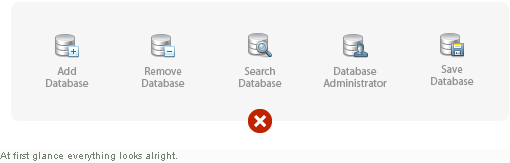 Add
Database
Remove
Database
Search
Database
Database
Administrator
Save
Database
At first glance everything looks alright.